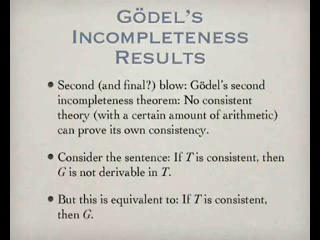 GÖDEL'S
INCOMPLETENESS
RESULTS
• Second (and final?) blow: Gödel's second
incompleteness theorem: No consistent
theory (with a certain amount of arithmetic)
can prove its own consistency.
• Consider the sentence: If T is consistent, then
G is not derivable in T.
• But this is equivalent to: If T is consistent,
then G.